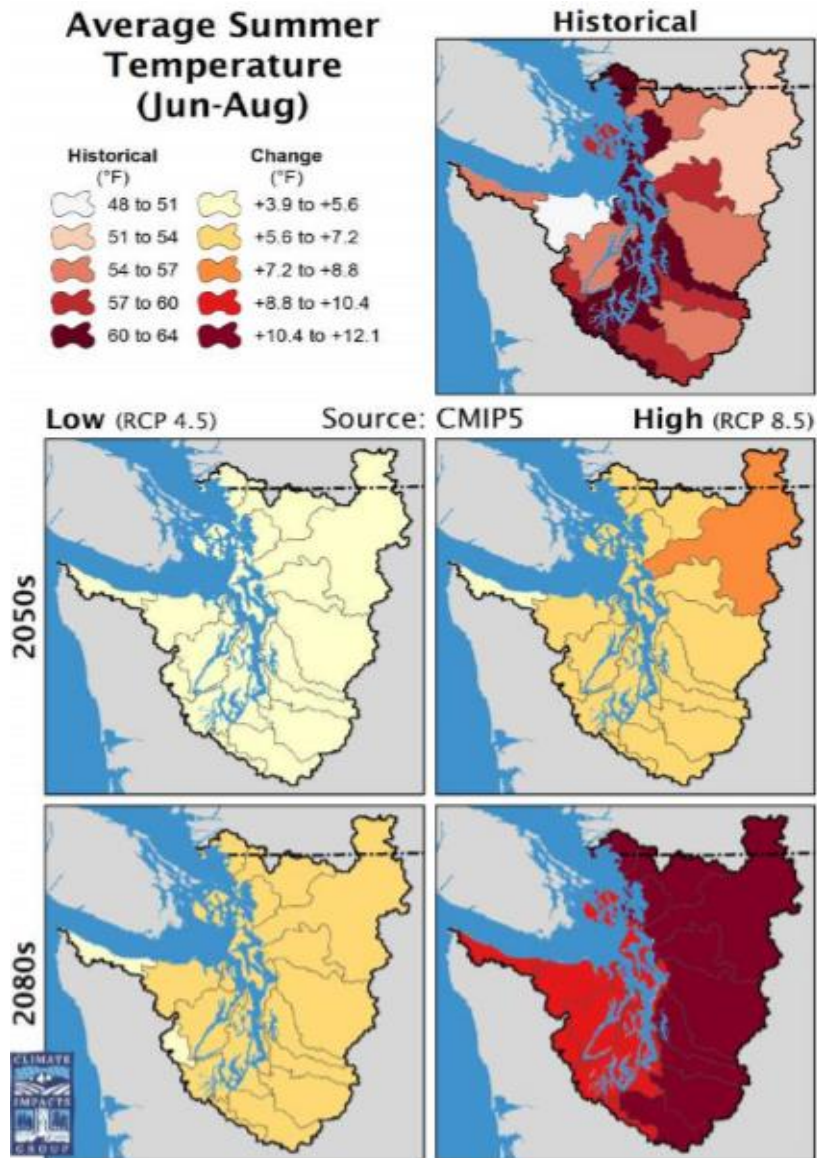 Average Summer
Temperature
(Jun-Aug)
Historical
(°F)
48 to 51
51 to 54
54 to 57
57 to 60
60 to 64
Change
(°F)
+3.9 to +5.6
+5.6 to +7.2
+7.2 to +8.8
+8.8 to +10.4
+10.4 to +12.1
Historical
Low (RCP 4.5)
Source: CMIP5
High (RCP 8.5)
2050s
2080s
CLIMATE
IMPACTS
GROUP